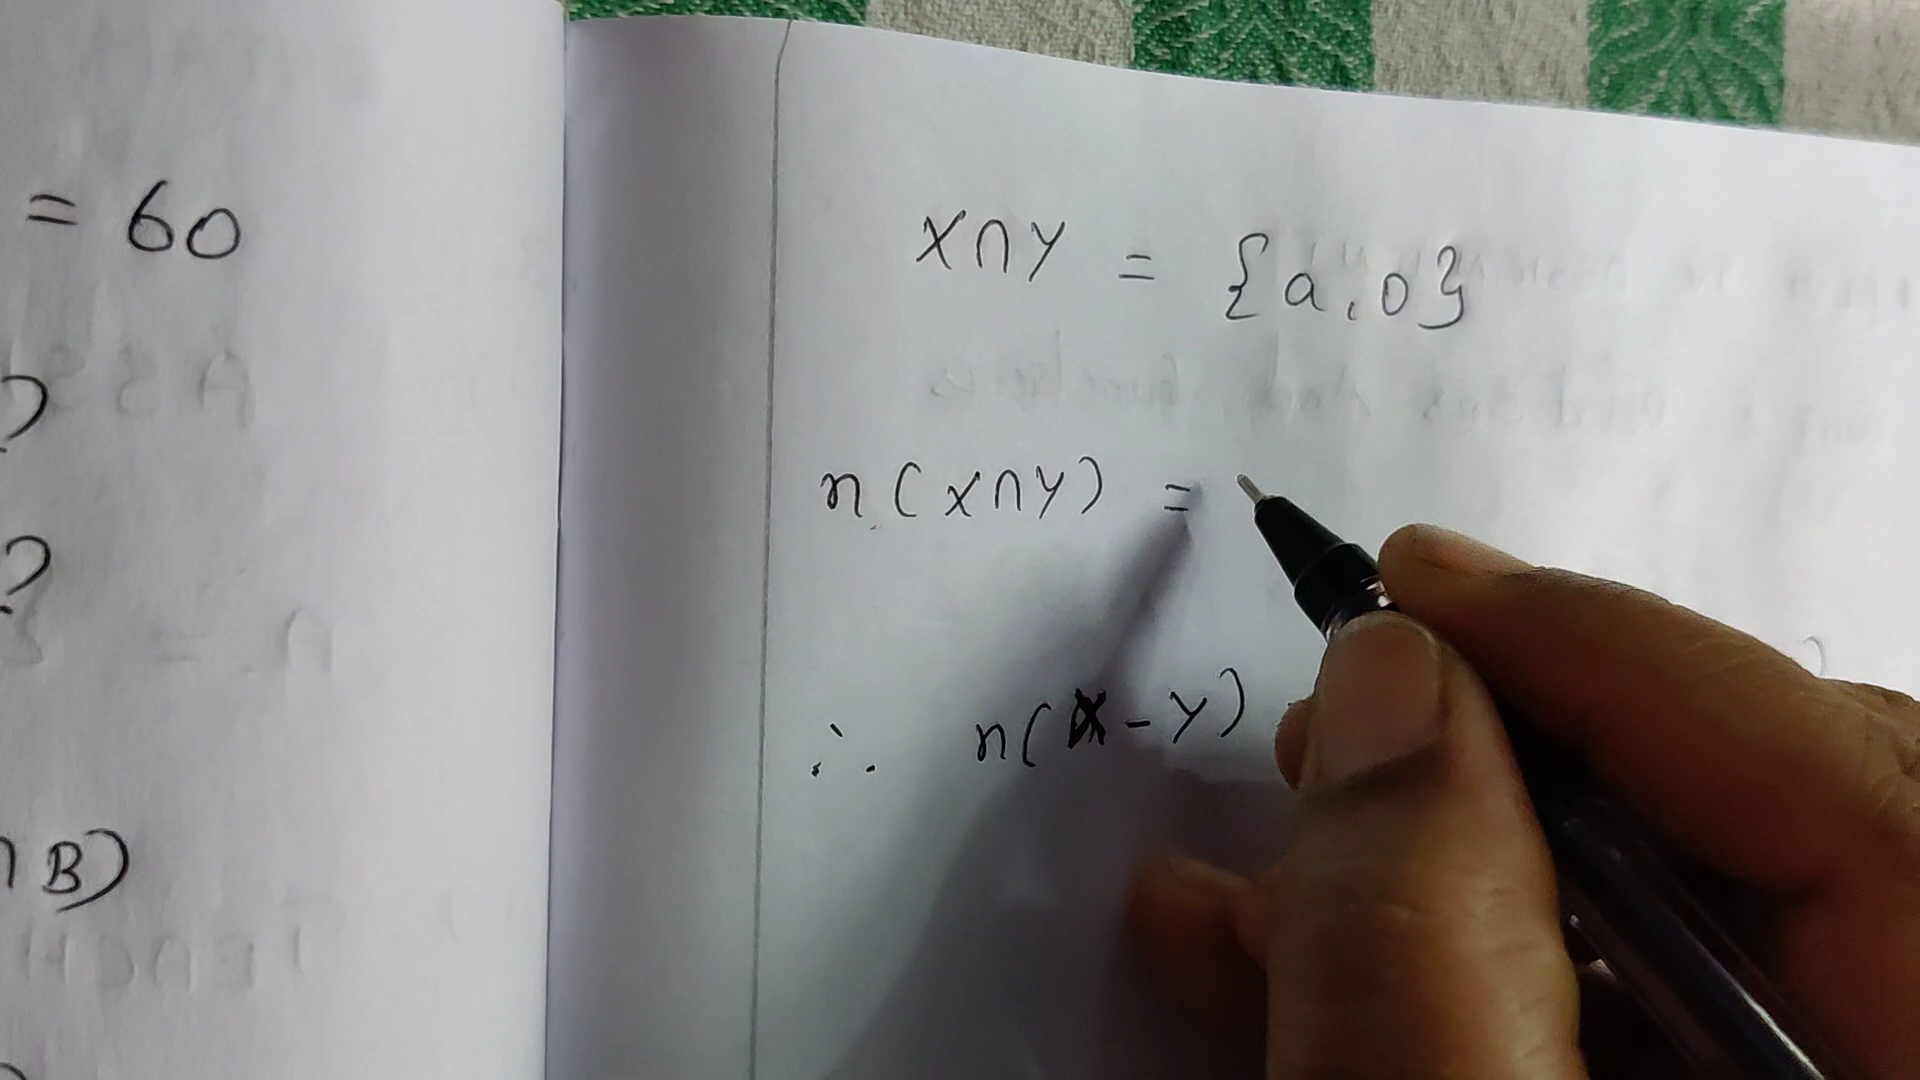 = 60
?
?
∩ B)
X∩Y = {a,o}
n(X∩Y) =
∴ n(X-Y)